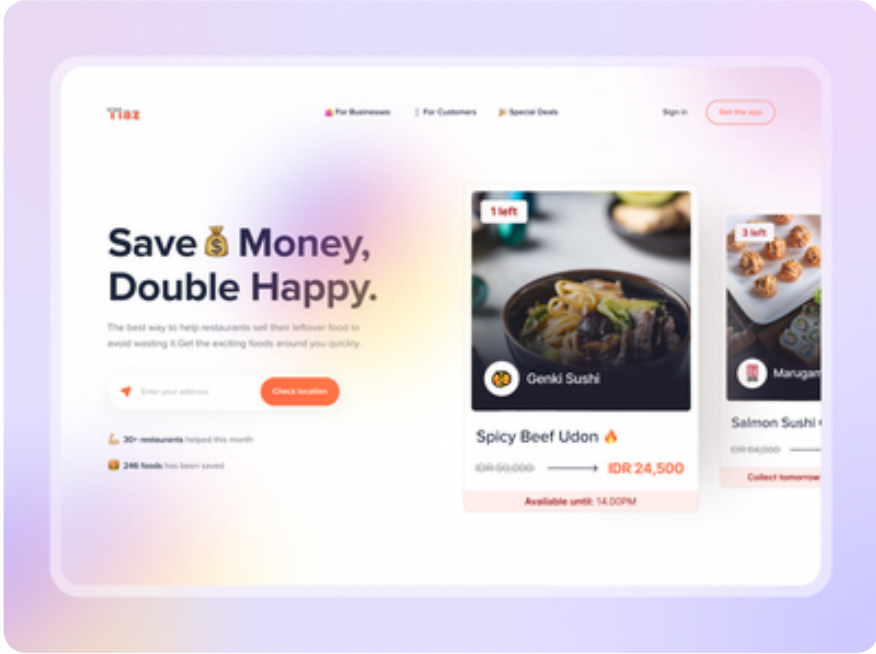 Tiaz
For Businesses
For Customers
Special Deals
Sign in
Get the app
Save 💰 Money,
Double Happy.
The best way to help restaurants sell their leftover food to
avoid wasting it.Get the exciting foods around you quickly.
Enter your address
Check location
30+ restaurants helped this month
246 foods has been saved
1 left
Genki Sushi
Spicy Beef Udon 🔥
IDR 50,000
IDR 24,500
Available until: 14.00PM
3 left
Marugam
Salmon Sushi
IDR 64,000
Collect tomorrow